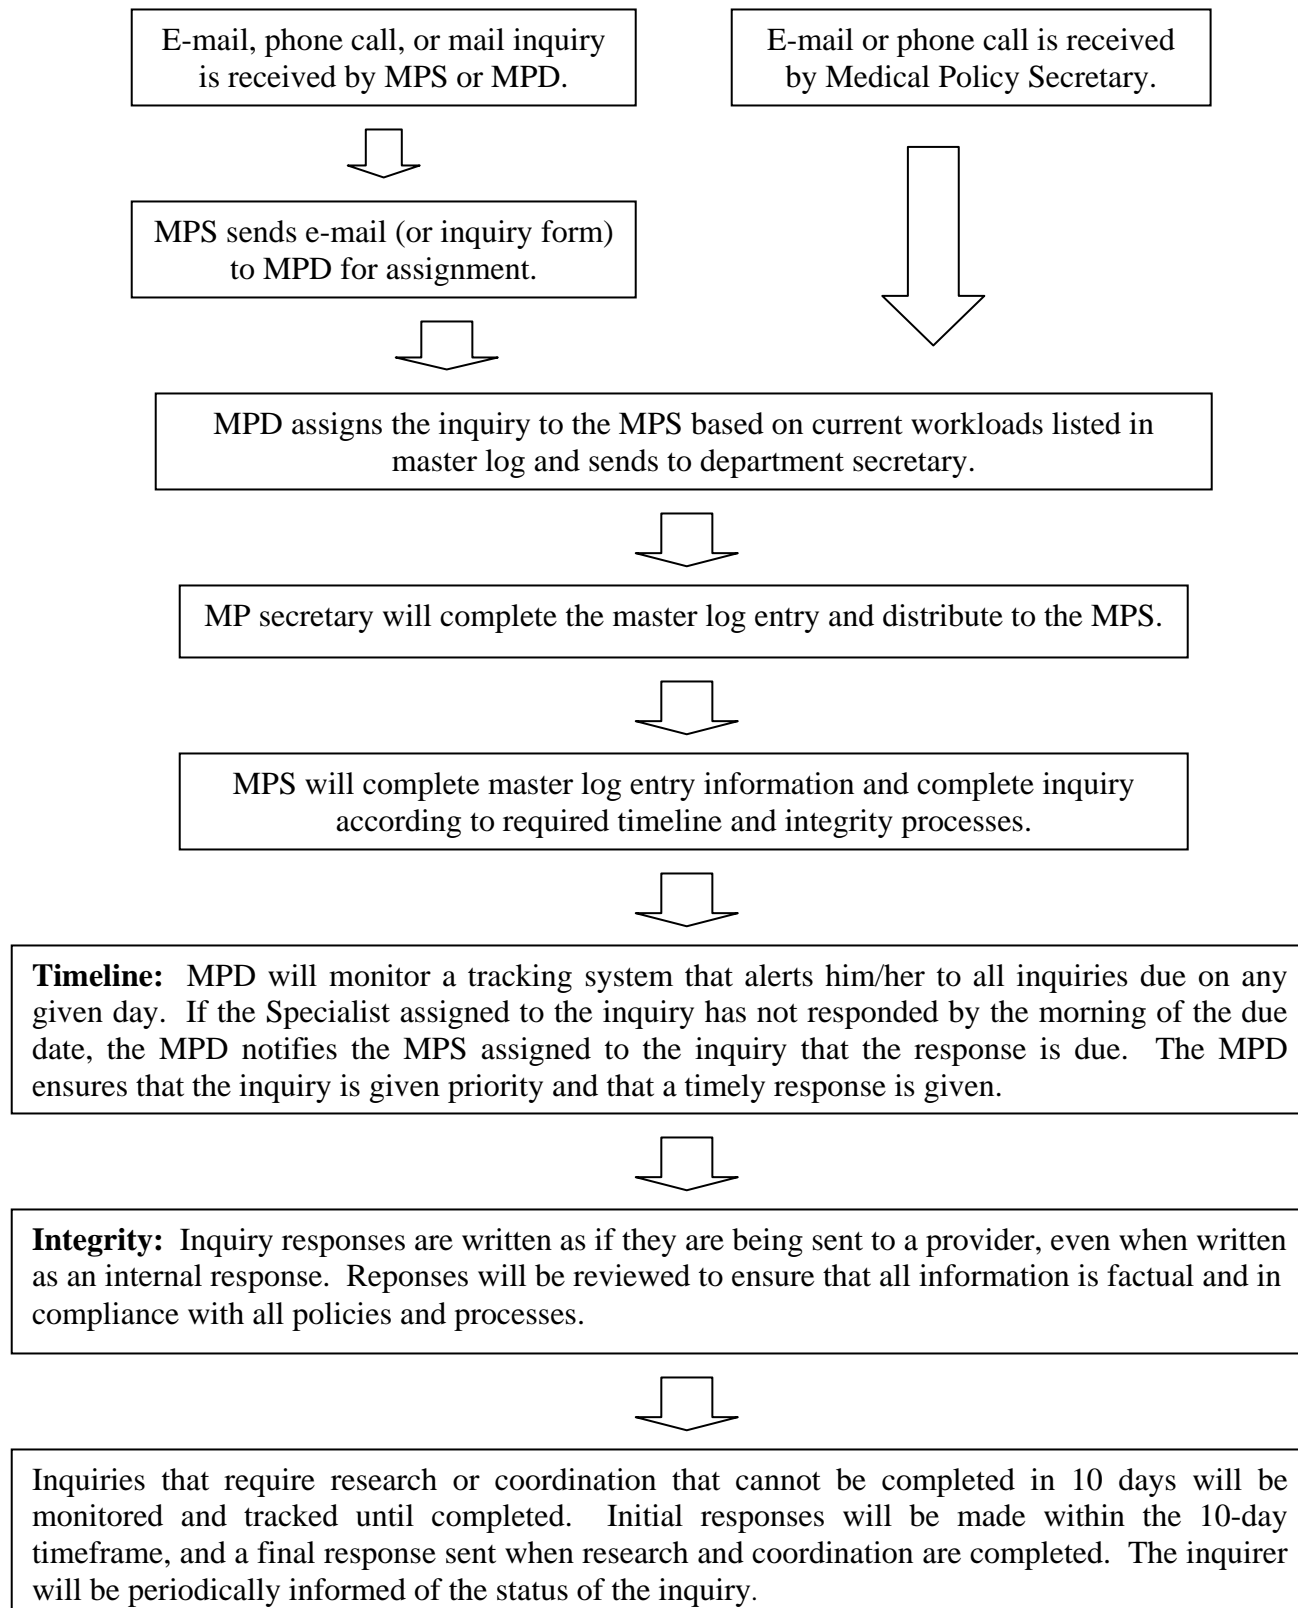 E-mail, phone call, or mail inquiry
is received by MPS or MPD.
E-mail or phone call is received
by Medical Policy Secretary.
MPS sends e-mail (or inquiry form)
to MPD for assignment.
MPD assigns the inquiry to the MPS based on current workloads listed in
master log and sends to department secretary.
MP secretary will complete the master log entry and distribute to the MPS.
MPS will complete master log entry information and complete inquiry
according to required timeline and integrity processes.
Timeline: MPD will monitor a tracking system that alerts him/her to all inquiries due on any
given day. If the Specialist assigned to the inquiry has not responded by the morning of the due
date, the MPD notifies the MPS assigned to the inquiry that the response is due. The MPD
ensures that the inquiry is given priority and that a timely response is given.
Integrity: Inquiry responses are written as if they are being sent to a provider, even when written
as an internal response. Reponses will be reviewed to ensure that all information is factual and in
compliance with all policies and processes.
Inquiries that require research or coordination that cannot be completed in 10 days will be
monitored and tracked until completed. Initial responses will be made within the 10-day
timeframe, and a final response sent when research and coordination are completed. The inquirer
will be periodically informed of the status of the inquiry.